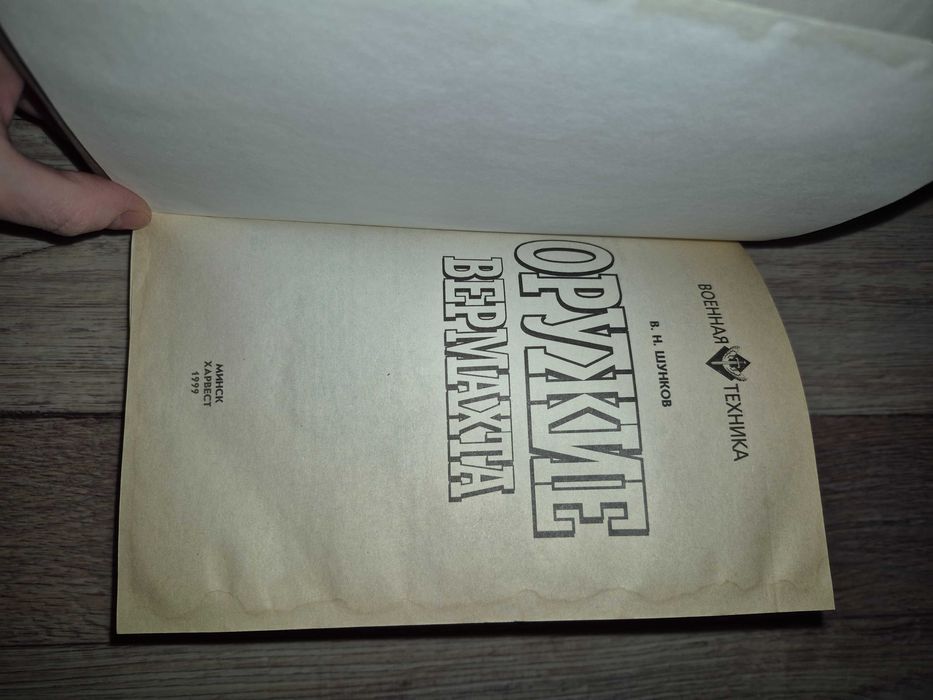 ВОЕННАЯ ТЕХНИКА
В. Н. ШУНКОВ
ОРУЖИЕ
ВЕРМАХТА
МИНСК
ХАРВЕСТ
1999